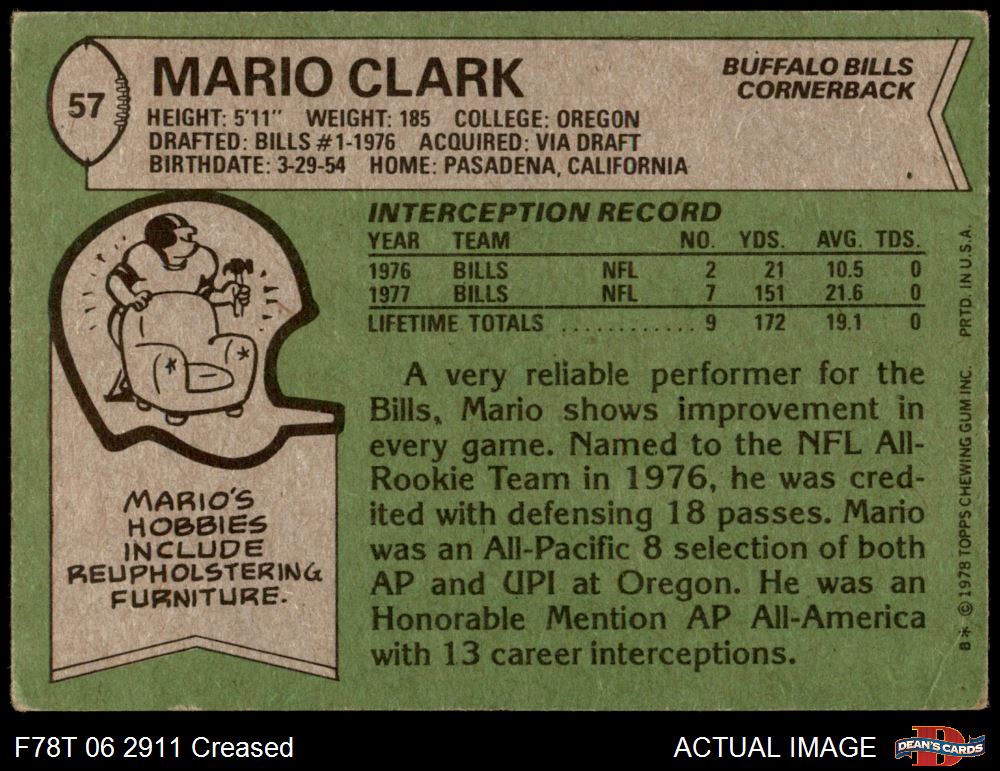 57
MARIO CLARK
BUFFALO BILLS
CORNERBACK
HEIGHT: 5'11" WEIGHT: 185 COLLEGE: OREGON
DRAFTED: BILLS #1-1976 ACQUIRED: VIA DRAFT
BIRTHDATE: 3-29-54 HOME: PASADENA, CALIFORNIA
INTERCEPTION RECORD
YEAR TEAM NO. YDS. AVG. TDS.
1976 BILLS NFL 2 21 10.5 0
1977 BILLS NFL 7 151 21.6 0
LIFETIME TOTALS ............ 9 172 19.1 0
A very reliable performer for the
Bills, Mario shows improvement in
every game. Named to the NFL All-
Rookie Team in 1976, he was cred-
ited with defensing 18 passes. Mario
was an All-Pacific 8 selection of both
AP and UPI at Oregon. He was an
Honorable Mention AP All-America
with 13 career interceptions.
MARIO'S
HOBBIES
INCLUDE
REUPHOLSTERING
FURNITURE.
B* © 1978 TOPPS CHEWING GUM INC. PRTD. IN U.S.A.
F78T 06 2911 Creased
ACTUAL IMAGE
D
DEAN'S CARDS